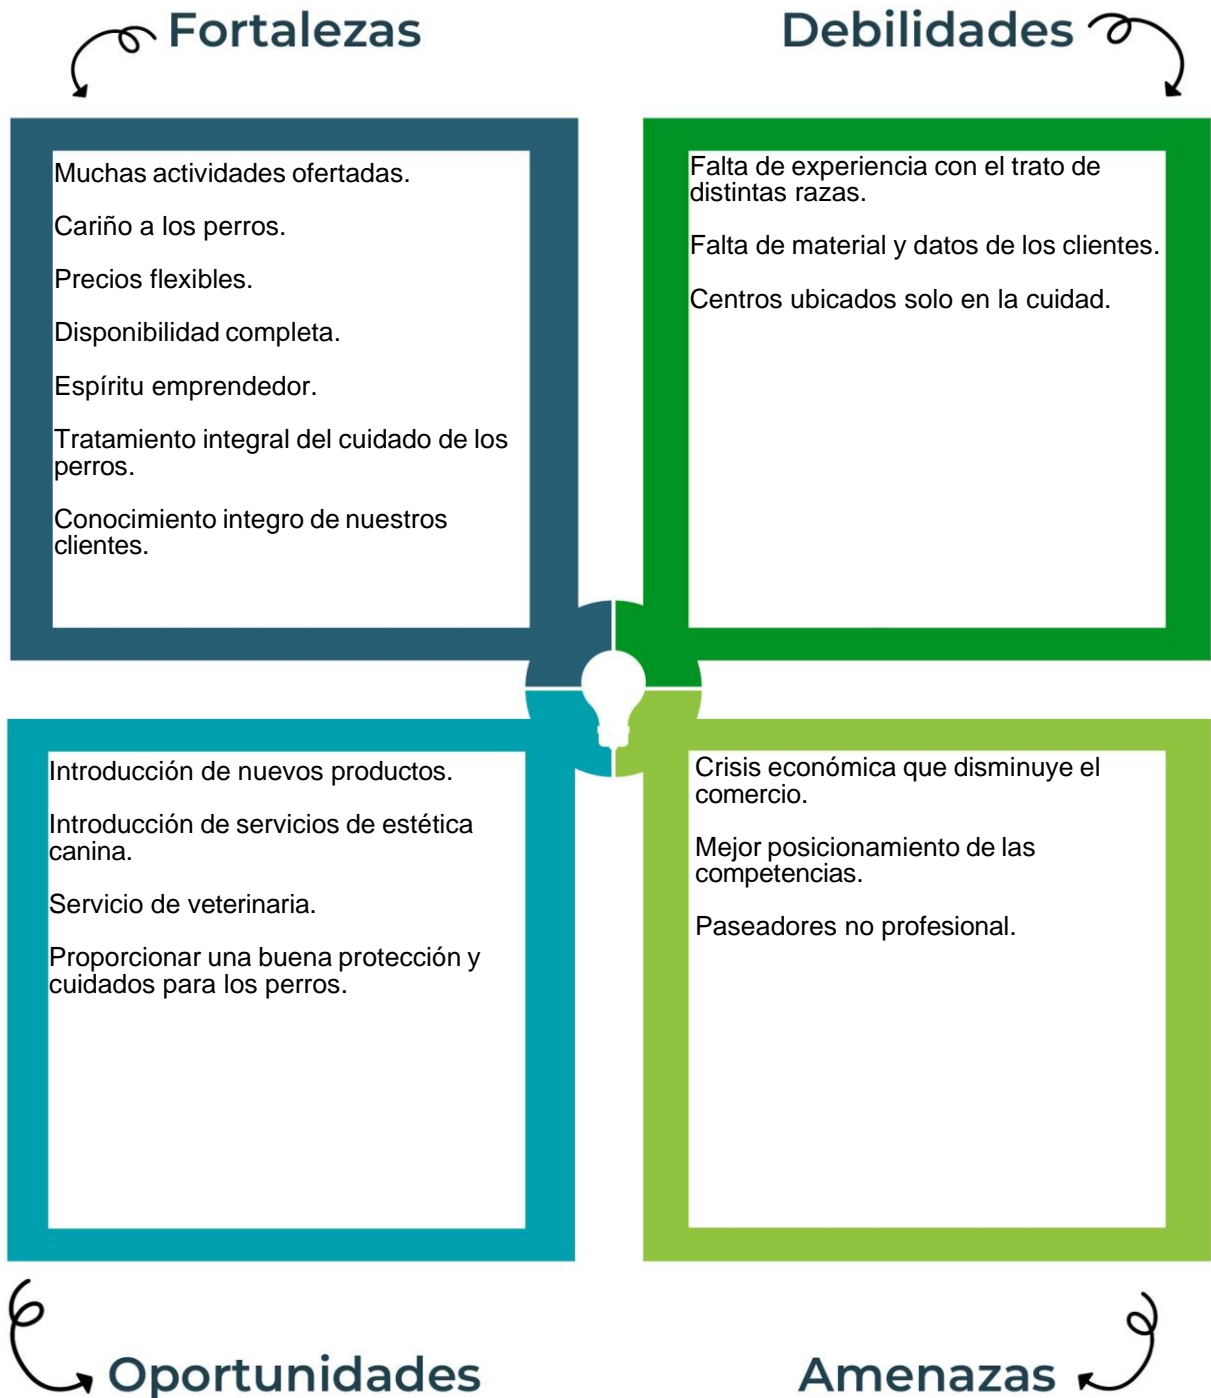 Fortalezas
Muchas actividades ofertadas.
Cariño a los perros.
Precios flexibles.
Disponibilidad completa.
Espíritu emprendedor.
Tratamiento integral del cuidado de los
perros.
Conocimiento integro de nuestros
clientes.
Debilidades
Falta de experiencia con el trato de
distintas razas.
Falta de material y datos de los clientes.
Centros ubicados solo en la cuidad.
Introducción de nuevos productos.
Introducción de servicios de estética
canina.
Servicio de veterinaria.
Proporcionar una buena protección y
cuidados para los perros.
Oportunidades
Crisis económica que disminuye el
comercio.
Mejor posicionamiento de las
competencias.
Paseadores no profesional.
Amenazas